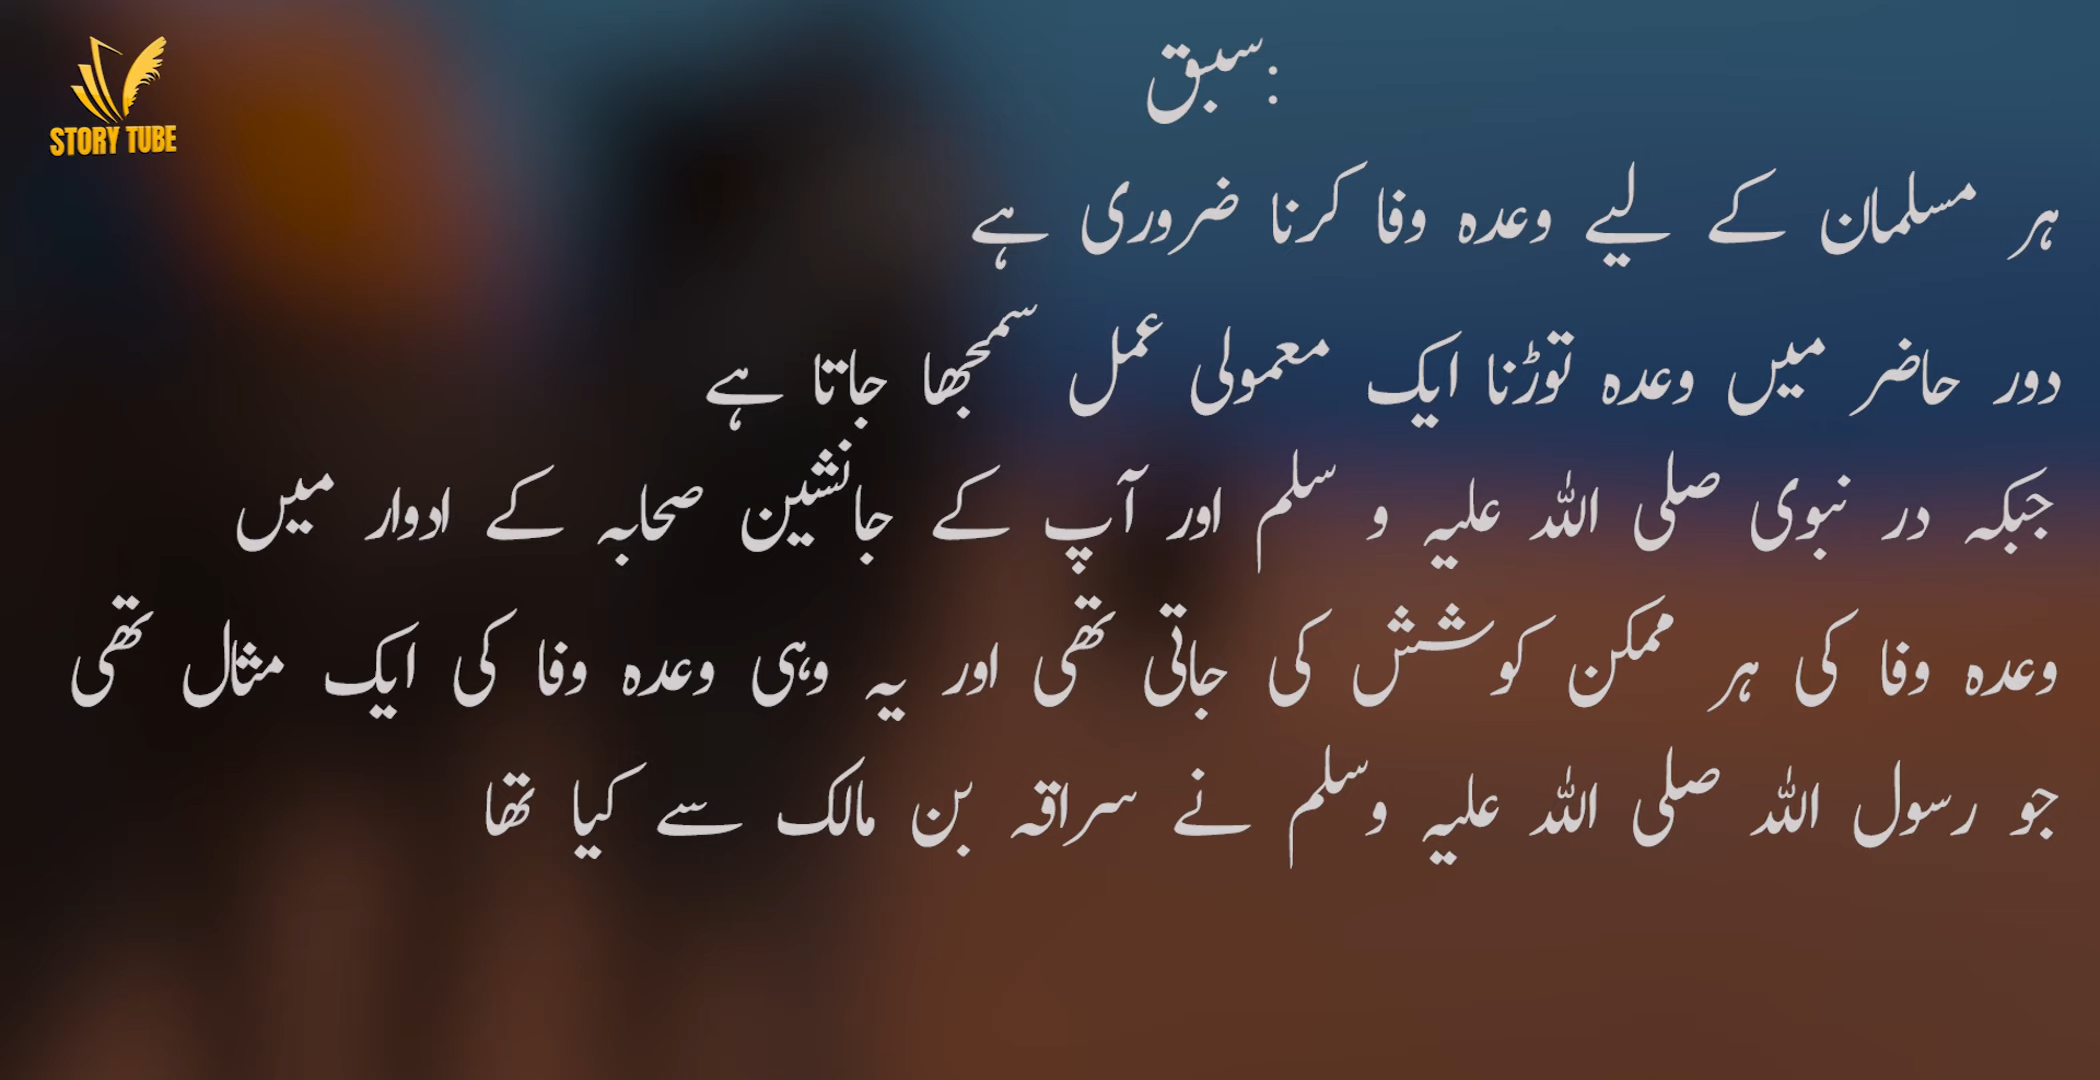 STORY TUBE
سبق:
ہر مسلمان کے لیے وعدہ وفا کرنا ضروری ہے
دور حاضر میں وعدہ توڑنا ایک معمولی عمل سمجھا جاتا ہے
جبکہ در نبوی صلی اللہ علیہ و سلم اور آپ کے جانشین صحابہ کے ادوار میں
وعدہ وفا کی ہر ممکن کوشش کی جاتی تھی اور یہ وہی وعدہ وفا کی ایک مثال تھی
جو رسول اللہ صلی اللہ علیہ وسلم نے سراقہ بن مالک سے کیا تھا